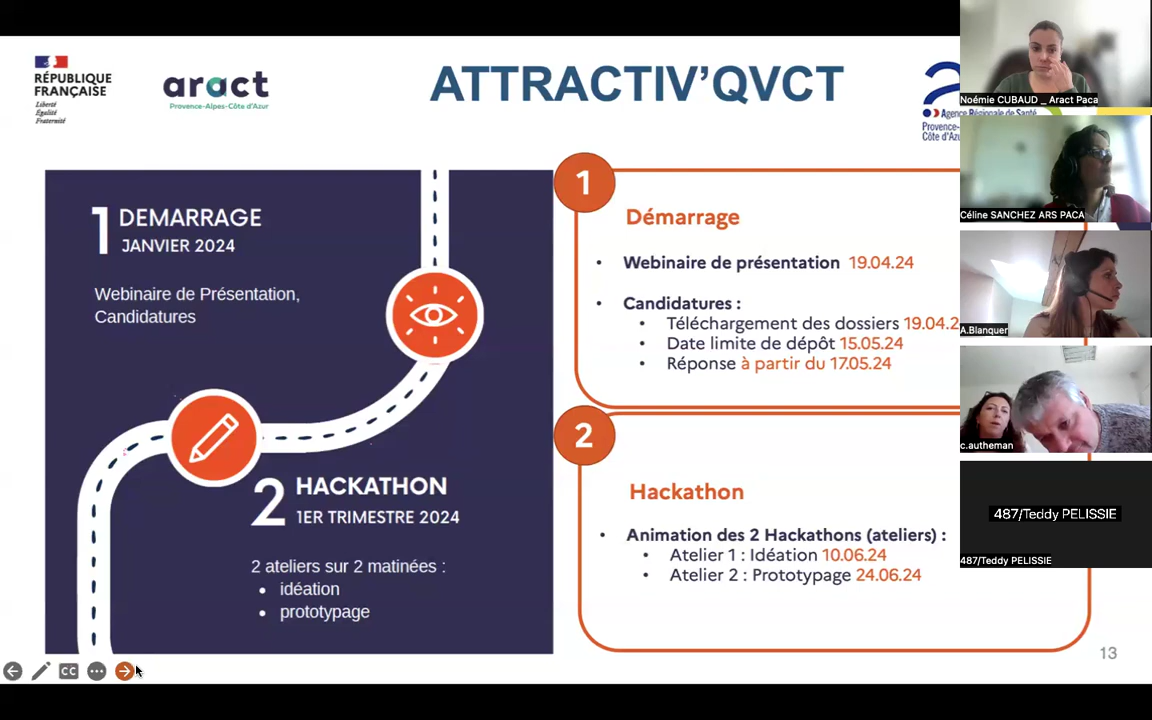 RÉPUBLIQUE
FRANÇAISE
Liberté
Égalité
Fraternité
aract
Provence-Alpes-Côte d'Azur
ATTRACTIV'QVCT
Agence Régionale de Santé
Provence-
Côte d'Az
1 DEMARRAGE
JANVIER 2024
Webinaire de Présentation,
Candidatures
2 HACKATHON
1ER TRIMESTRE 2024
2 ateliers sur 2 matinées :
• idéation
• prototypage
1
Démarrage
• Webinaire de présentation 19.04.24
• Candidatures :
• Téléchargement des dossiers 19.04.2
• Date limite de dépôt 15.05.24
• Réponse à partir du 17.05.24
2
Hackathon
• Animation des 2 Hackathons (ateliers) :
• Atelier 1 : Idéation 10.06.24
• Atelier 2 : Prototypage 24.06.24
13
CC
Noémie CUBAUD _ Aract Paca
Céline SANCHEZ ARS PACA
A.Blanquer
c.autheman
487/Teddy PELISSIE
487/Teddy PELISSIE